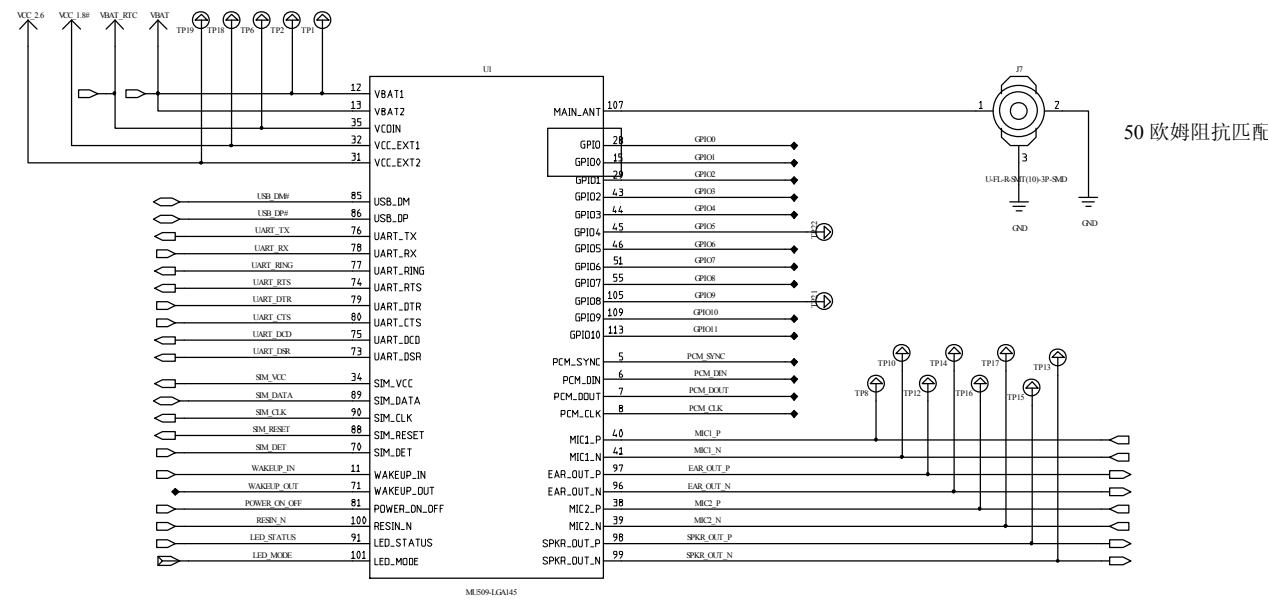 VCC_2.6 VCC_1.8# VBAT_RTC VBAT
TP19 TP18 TP6 TP2 TP1
U1
12 VBAT1
13 VBAT2
35 VCOIN
32 VCC_EXT1
31 VCC_EXT2
USB_DM# 85 USB_DM
USB_DP# 86 USB_DP
UART_TX 76 UART_TX
UART_RX 78 UART_RX
UART_RING 77 UART_RING
UART_RTS 74 UART_RTS
UART_DTR 79 UART_DTR
UART_CTS 80 UART_CTS
UART_DCD 75 UART_DCD
UART_DSR 73 UART_DSR
SIM_VCC 34 SIM_VCC
SIM_DATA 89 SIM_DATA
SIM_CLK 90 SIM_CLK
SIM_RESET 88 SIM_RESET
SIM_DET 70 SIM_DET
WAKEUP_IN 11 WAKEUP_IN
WAKEUP_OUT 71 WAKEUP_OUT
POWER_ON_OFF 81 POWER_ON_OFF
RESIN_N 100 RESIN_N
LED_STATUS 91 LED_STATUS
LED_MODE 101 LED_MODE
MAIN_ANT 107
GPIO 28 GPIO0
GPIO0 15 GPIO1
GPIO1 29 GPIO2
GPIO2 43 GPIO3
GPIO3 44 GPIO4
GPIO4 45 GPIO5 TP22
GPIO5 46 GPIO6
GPIO6 51 GPIO7
GPIO7 55 GPIO8
GPIO8 105 GPIO9 TP21
GPIO9 109 GPIO10
GPIO10 113 GPIO11
PCM_SYNC 5 PCM_SYNC
PCM_DIN 6 PCM_DIN
PCM_DOUT 7 PCM_DOUT
PCM_CLK 8 PCM_CLK
MIC1_P 40 MIC1_P
MIC1_N 41 MIC1_N
EAR_OUT_P 97 EAR_OUT_P
EAR_OUT_N 96 EAR_OUT_N
MIC2_P 38 MIC2_P
MIC2_N 39 MIC2_N
SPKR_OUT_P 98 SPKR_OUT_P
SPKR_OUT_N 99 SPKR_OUT_N
MU509-LGA145
J7
1 2
3
U-FL-R-SMT(10)-3P-SMD
GND GND
50 欧姆阻抗匹配
TP10 TP14 TP17 TP13
TP8 TP12 TP16 TP15